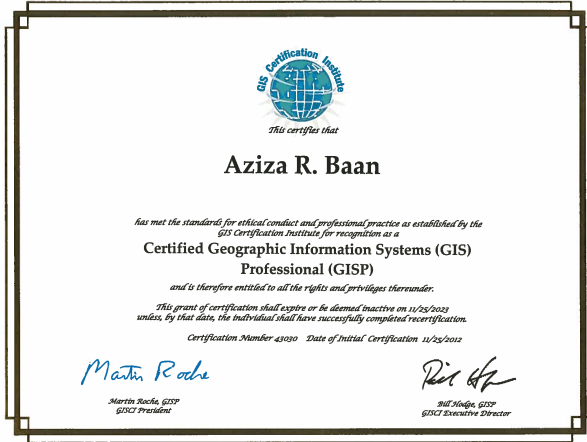 GIS Certification Institute
This certifies that
Aziza R. Baan
has met the standards for ethical conduct and professional practice as established by the
GIS Certification Institute for recognition as a
Certified Geographic Information Systems (GIS)
Professional (GISP)
and is therefore entitled to all the rights and privileges thereunder.
This grant of certification shall expire or be deemed inactive on 11/25/2023
unless, by that date, the individual shall have successfully completed recertification.
Certification Number 43030 Date of Initial Certification 11/25/2012
Martin Roche
Martin Roche, GISP
GISCI President
Bill Hodge, GISP
GISCI Executive Director